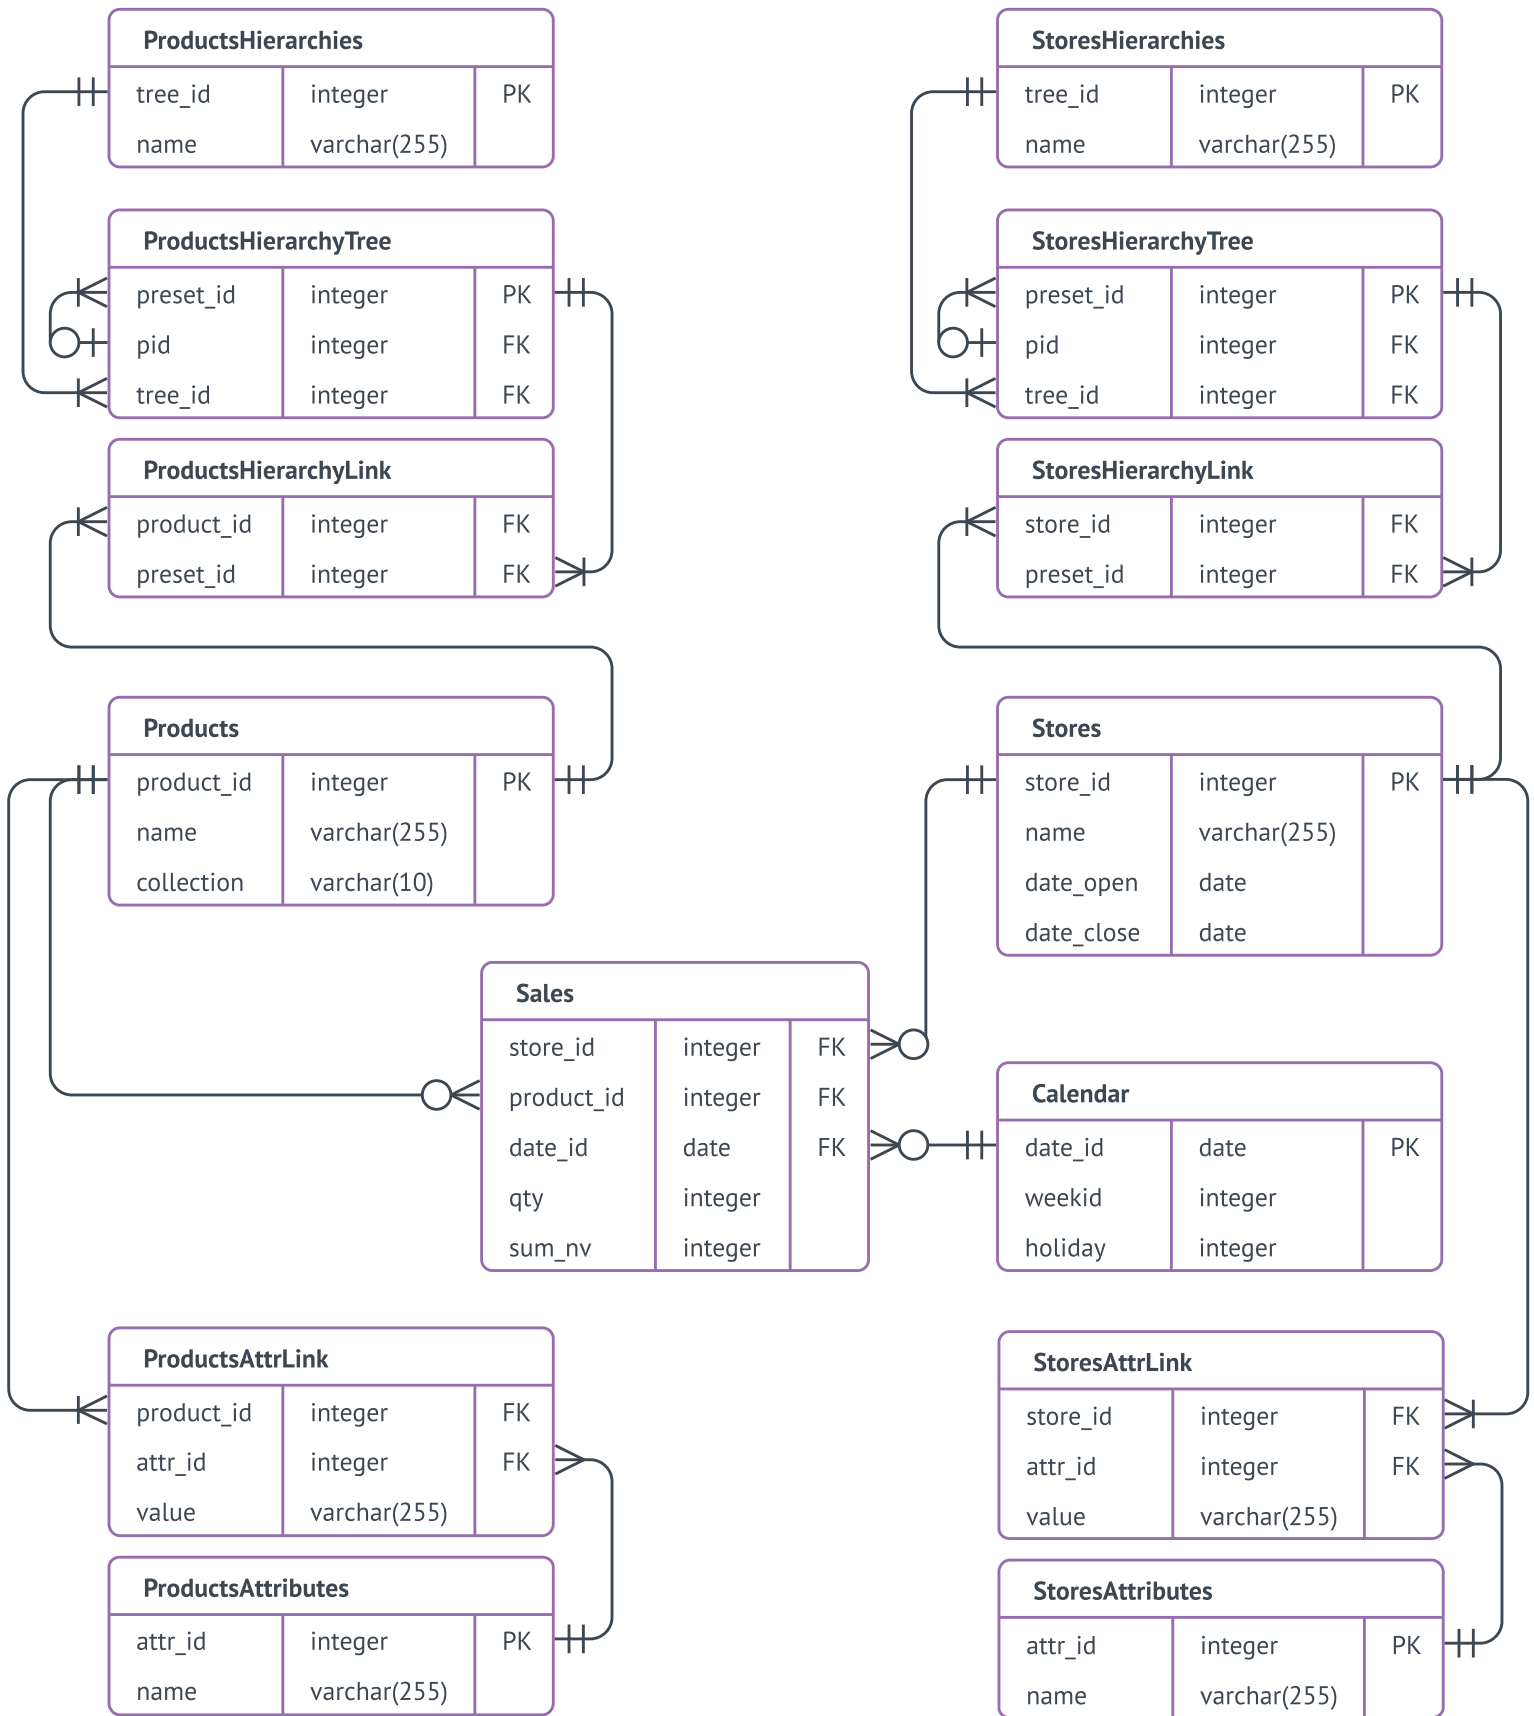 ProductsHierarchies
tree_id integer PK
name varchar(255)
StoresHierarchies
tree_id integer PK
name varchar(255)
ProductsHierarchyTree
preset_id integer PK
pid integer FK
tree_id integer FK
StoresHierarchyTree
preset_id integer PK
pid integer FK
tree_id integer FK
ProductsHierarchyLink
product_id integer FK
preset_id integer FK
StoresHierarchyLink
store_id integer FK
preset_id integer FK
Products
product_id integer PK
name varchar(255)
collection varchar(10)
Stores
store_id integer PK
name varchar(255)
date_open date
date_close date
Sales
store_id integer FK
product_id integer FK
date_id date FK
qty integer
sum_nv integer
Calendar
date_id date PK
weekid integer
holiday integer
ProductsAttrLink
product_id integer FK
attr_id integer FK
value varchar(255)
StoresAttrLink
store_id integer FK
attr_id integer FK
value varchar(255)
ProductsAttributes
attr_id integer PK
name varchar(255)
StoresAttributes
attr_id integer PK
name varchar(255)